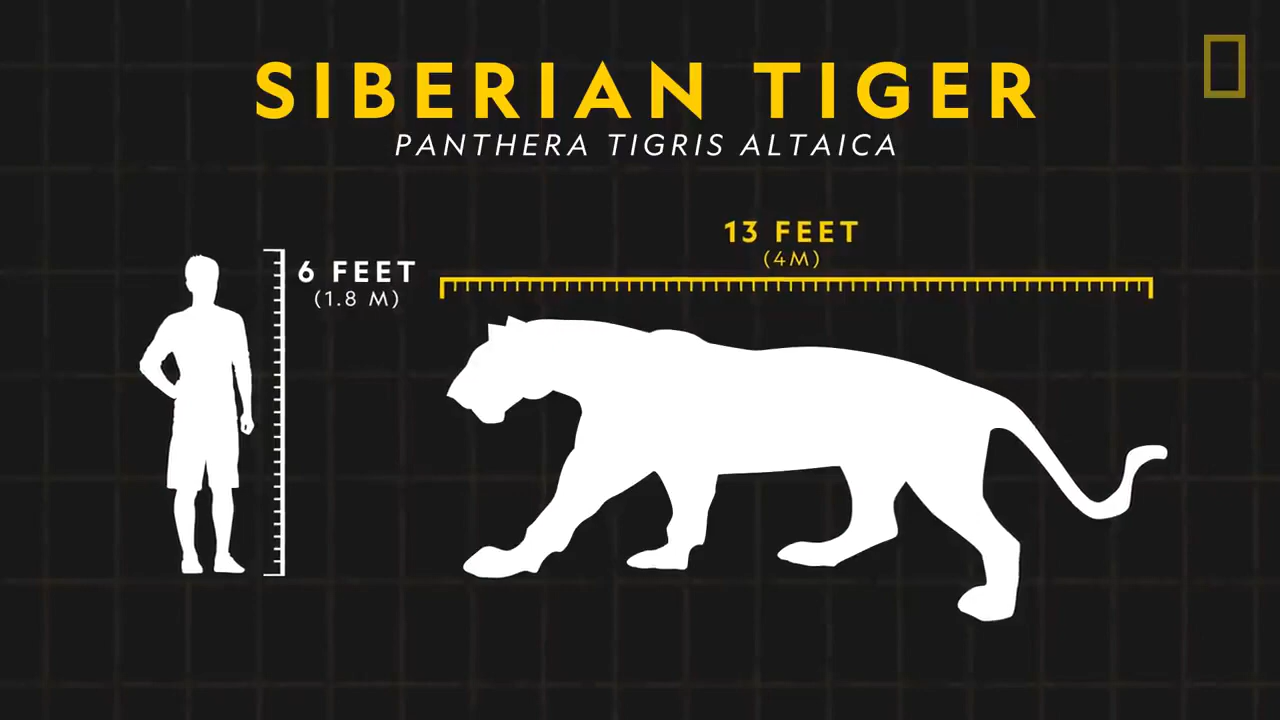 SIBERIAN TIGER
PANTHERA TIGRIS ALTAICA
13 FEET
(4M)
6 FEET
(1.8 M)